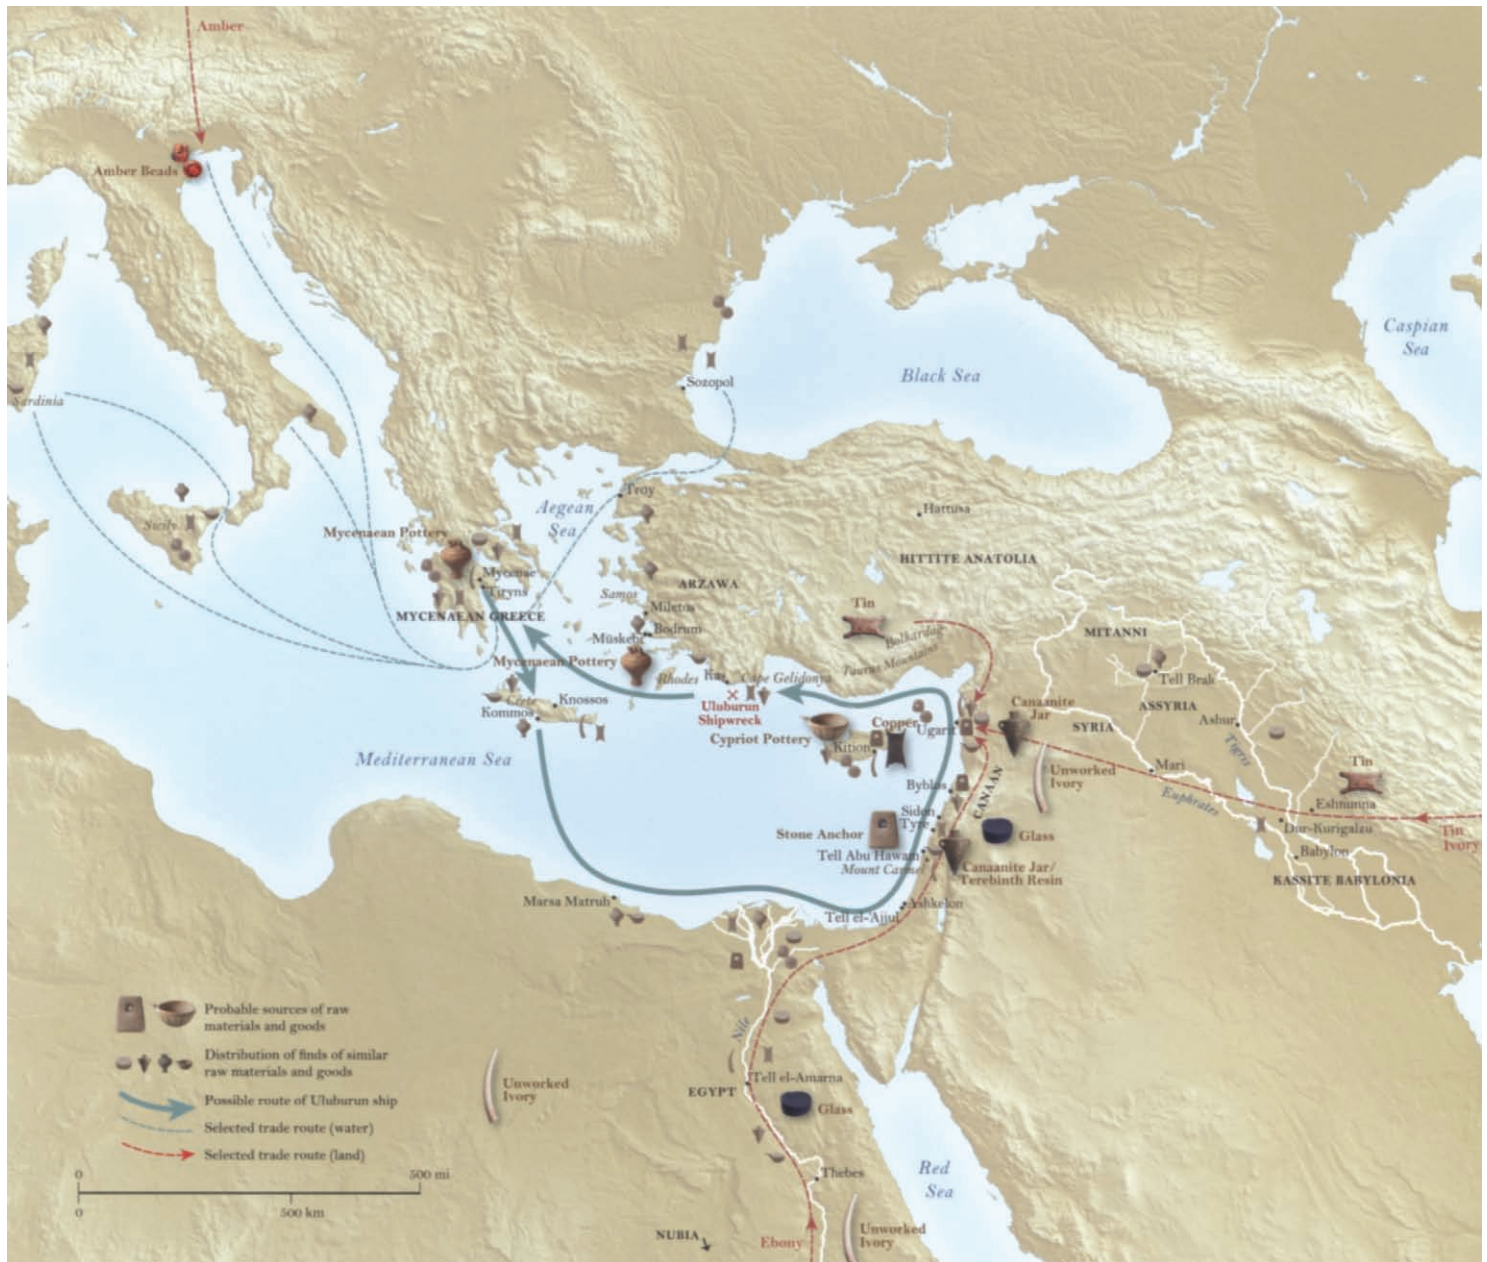 Amber
Amber Beads
Caspian
Sea
Black Sea
Sozopol
Sardinia
Troy
Aegean
Sea
Hattusa
Sicily
Mycenaean Pottery
HITTITE ANATOLIA
Mycenae
Tiryns
ARZAWA
Samos
Tin
Miletus
MYCENAEAN GREECE
Bodrum
Müskebi
Bolkardağ
Taurus Mountains
MITANNI
Mycenaean Pottery
Rhodes
Kaş
Cape Gelidonya
Tell Brak
Crete
Knossos
Kommos
Uluburun
Shipwreck
Canaanite
Jar
ASSYRIA
Ashur
Copper
Ugarit
SYRIA
Cypriot Pottery
Kition
Tigris
Mediterranean Sea
Mari
Tin
Unworked
Ivory
Byblos
CANAAN
Euphrates
Eshnunna
Sidon
Tyre
Stone Anchor
Glass
Dur-Kurigalzu
Tin
Ivory
Tell Abu Hawam
Mount Carmel
Babylon
Canaanite Jar/
Terebinth Resin
KASSITE BABYLONIA
Marsa Matruh
Ashkelon
Tell el-Ajjul
Probable sources of raw
materials and goods
Nile
Distribution of finds of similar
raw materials and goods
Unworked
Ivory
Tell el-Amarna
EGYPT
Possible route of Uluburun ship
Glass
Selected trade route (water)
Selected trade route (land)
0
500 mi
0
500 km
Thebes
Red
Sea
NUBIA
Ebony
Unworked
Ivory